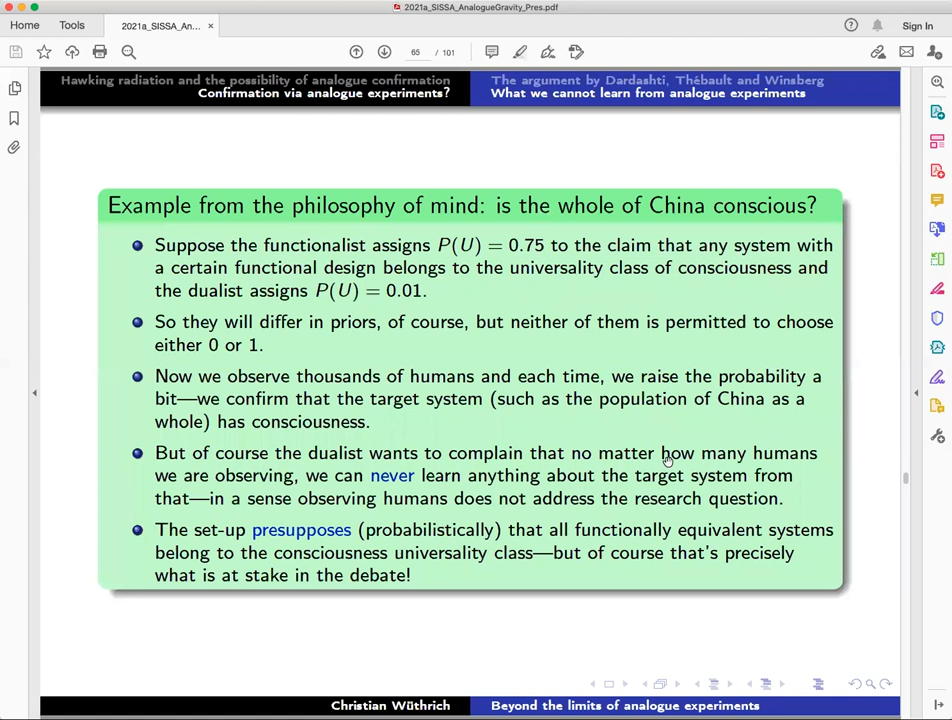 2021a_SISSA_AnalogueGravity_Pres.pdf
Home Tools 2021a_SISSA_An... × Sign In
65 / 101
Hawking radiation and the possibility of analogue confirmation The argument by Dardashti, Thébault and Winsberg
Confirmation via analogue experiments? What we cannot learn from analogue experiments
Example from the philosophy of mind: is the whole of China conscious?
Suppose the functionalist assigns P(U) = 0.75 to the claim that any system with
a certain functional design belongs to the universality class of consciousness and
the dualist assigns P(U) = 0.01.
So they will differ in priors, of course, but neither of them is permitted to choose
either 0 or 1.
Now we observe thousands of humans and each time, we raise the probability a
bit—we confirm that the target system (such as the population of China as a
whole) has consciousness.
But of course the dualist wants to complain that no matter how many humans
we are observing, we can never learn anything about the target system from
that—in a sense observing humans does not address the research question.
The set-up presupposes (probabilistically) that all functionally equivalent systems
belong to the consciousness universality class—but of course that's precisely
what is at stake in the debate!
Christian Wüthrich Beyond the limits of analogue experiments